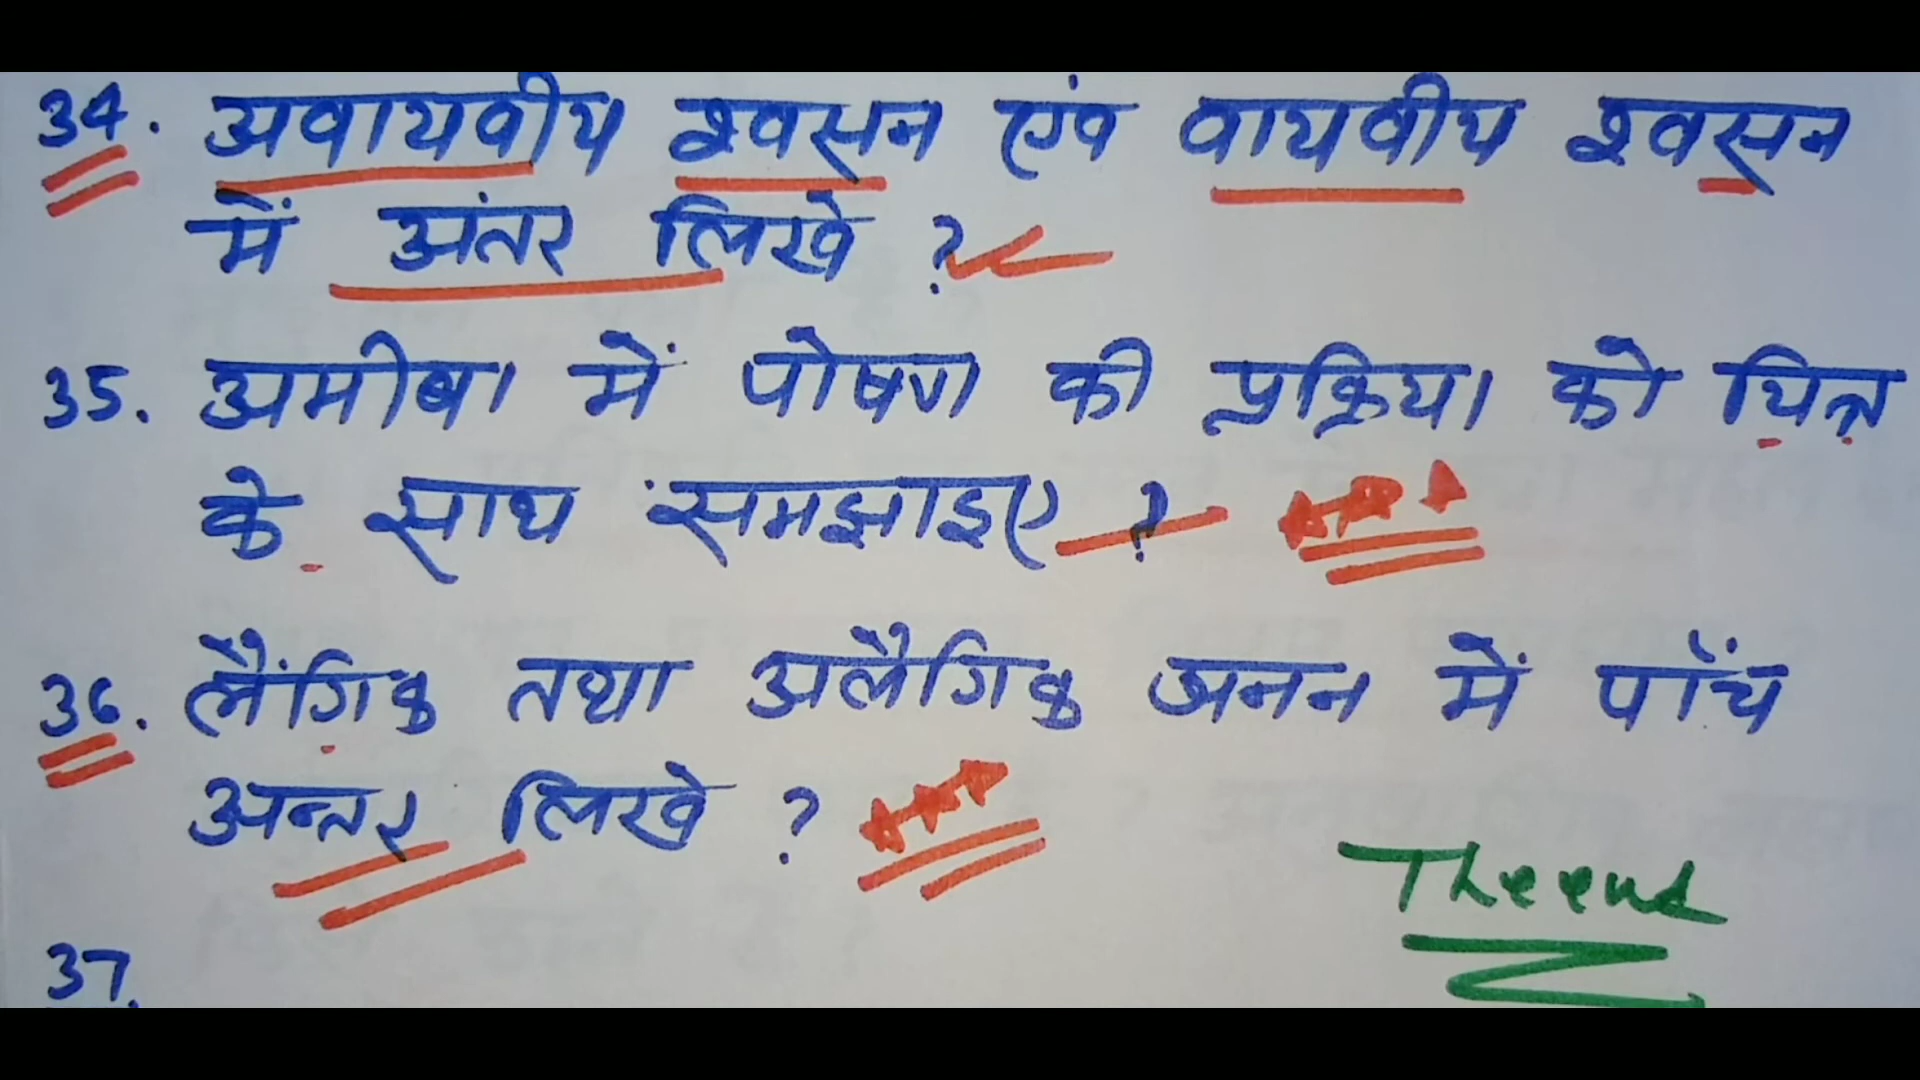 34. अवायवीय श्वसन एंव वायवीय श्वसन
में अंतर लिखे ?
35. अमीबा में पोषण की प्रक्रिया को चित्र
के साथ समझाइए ?
36. लैंगिक तथा अलैगिक जनन में पाँच
अन्तर लिखे ?
The end
37.